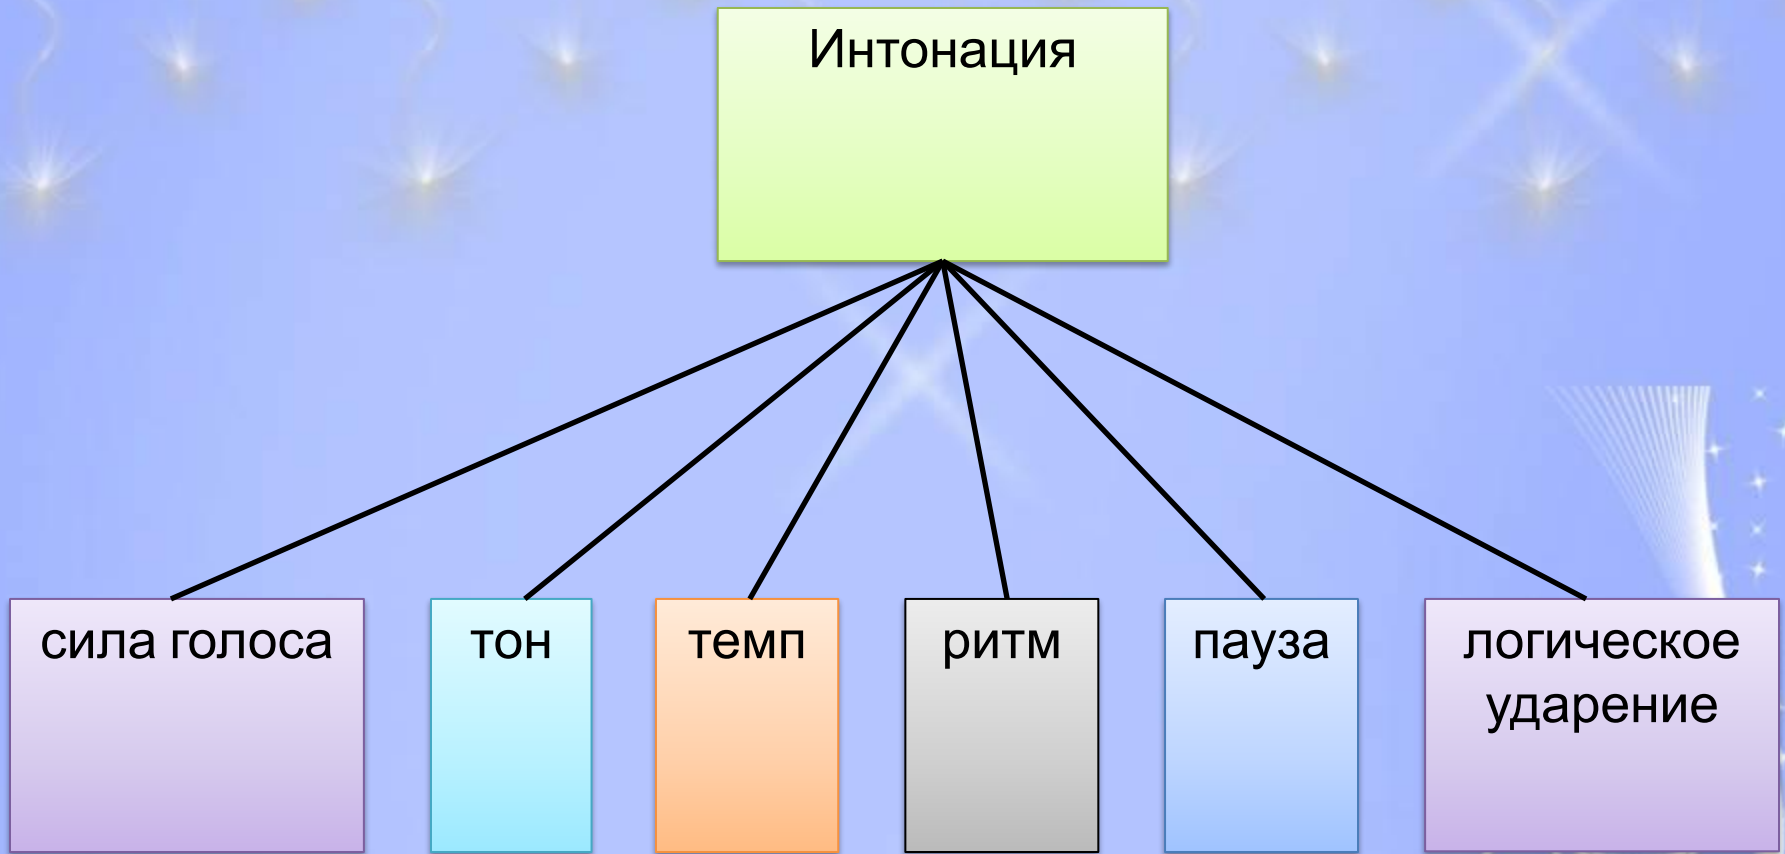 Интонация
сила голоса
тон
темп
ритм
пауза
логическое
ударение